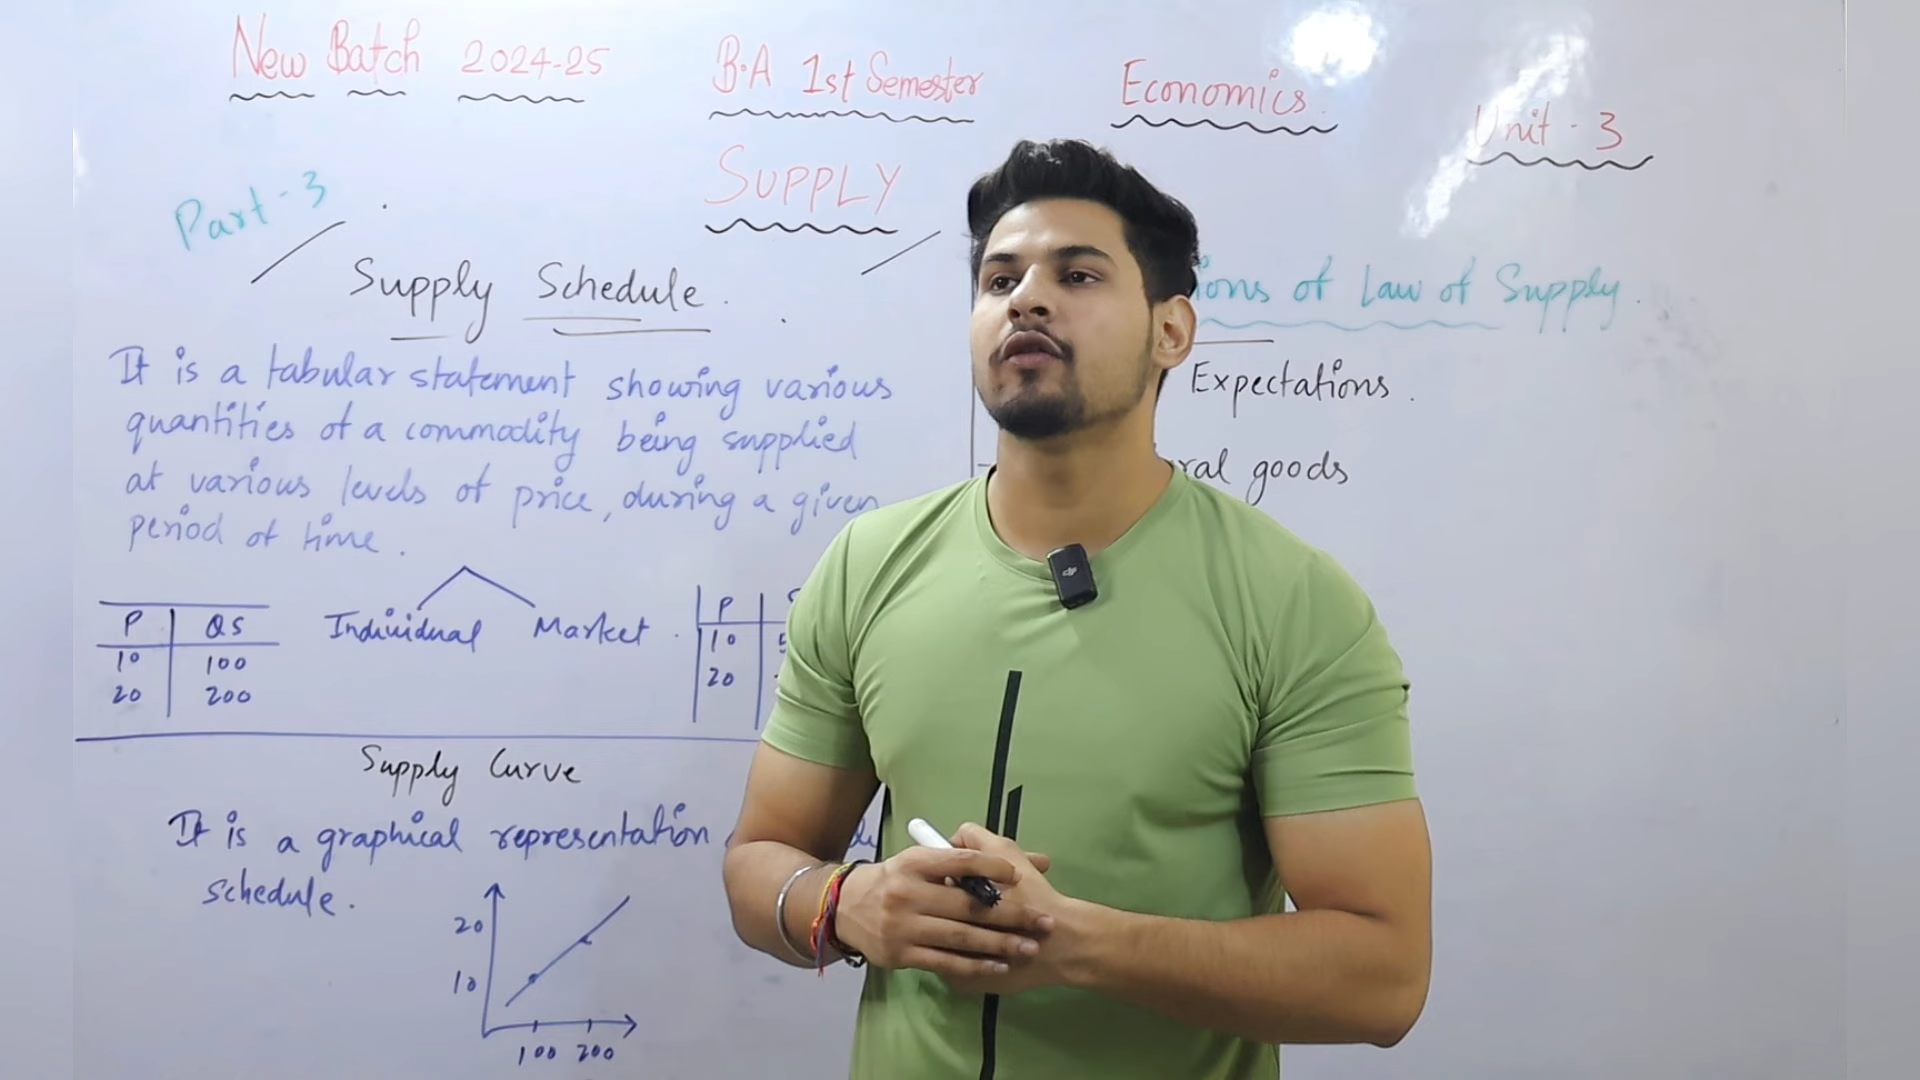 New Batch 2024-25 B.A 1st Semester Economics. Unit - 3
SUPPLY
Part - 3
Supply Schedule.
It is a tabular statement showing various
quantities of a commodity being supplied
at various levels of price, during a given
period of time.
Individual Market.
P QS
10 100
20 200
P
10
20
Supply Curve
It is a graphical representation
schedule.
20
10
100 200
of Law of Supply.
Expectations.
goods